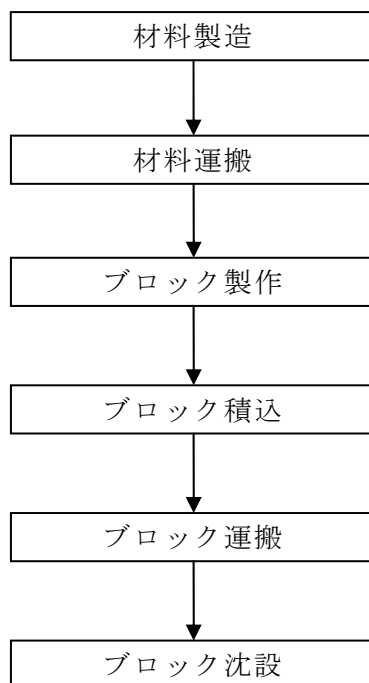 材料製造
材料運搬
ブロック製作
ブロック積込
ブロック運搬
ブロック沈設